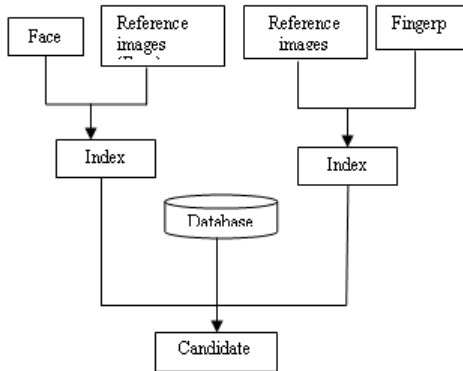 Face
Reference
images
Reference
images
Fingerp
Index
Index
Database
Candidate